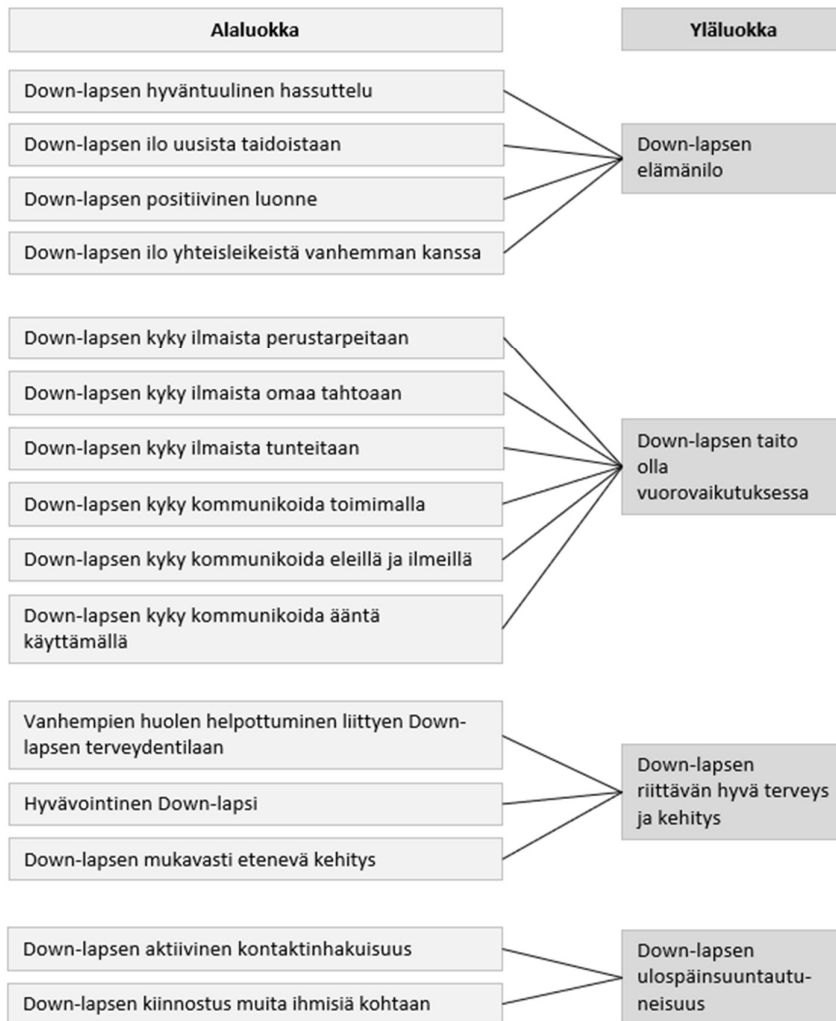 Alaluokka
Yläluokka
Down-lapsen hyväntuulinen hassuttelu
Down-lapsen ilo uusista taidoistaan
Down-lapsen positiivinen luonne
Down-lapsen ilo yhteisleikeistä vanhemman kanssa
Down-lapsen
elämänilo
Down-lapsen kyky ilmaista perustarpeitaan
Down-lapsen kyky ilmaista omaa tahtoaan
Down-lapsen kyky ilmaista tunteitaan
Down-lapsen kyky kommunikoida toimimalla
Down-lapsen kyky kommunikoida eleillä ja ilmeillä
Down-lapsen kyky kommunikoida ääntä
käyttämällä
Down-lapsen taito
olla
vuorovaikutuksessa
Vanhempien huolen helpottuminen liittyen Down-
lapsen terveydentilaan
Hyvävointinen Down-lapsi
Down-lapsen mukavasti etenevä kehitys
Down-lapsen
riittävän hyvä terveys
ja kehitys
Down-lapsen aktiivinen kontaktinhakuisuus
Down-lapsen kiinnostus muita ihmisiä kohtaan
Down-lapsen
ulospäinsuuntautu-
neisuus